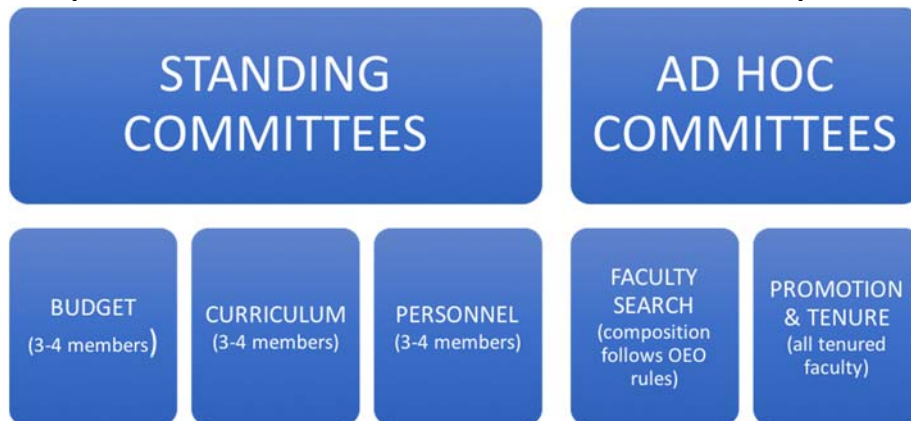 STANDING
COMMITTEES
AD HOC
COMMITTEES
BUDGET
(3-4 members)
CURRICULUM
(3-4 members)
PERSONNEL
(3-4 members)
FACULTY
SEARCH
(composition
follows OEO
rules)
PROMOTION
& TENURE
(all tenured
faculty)